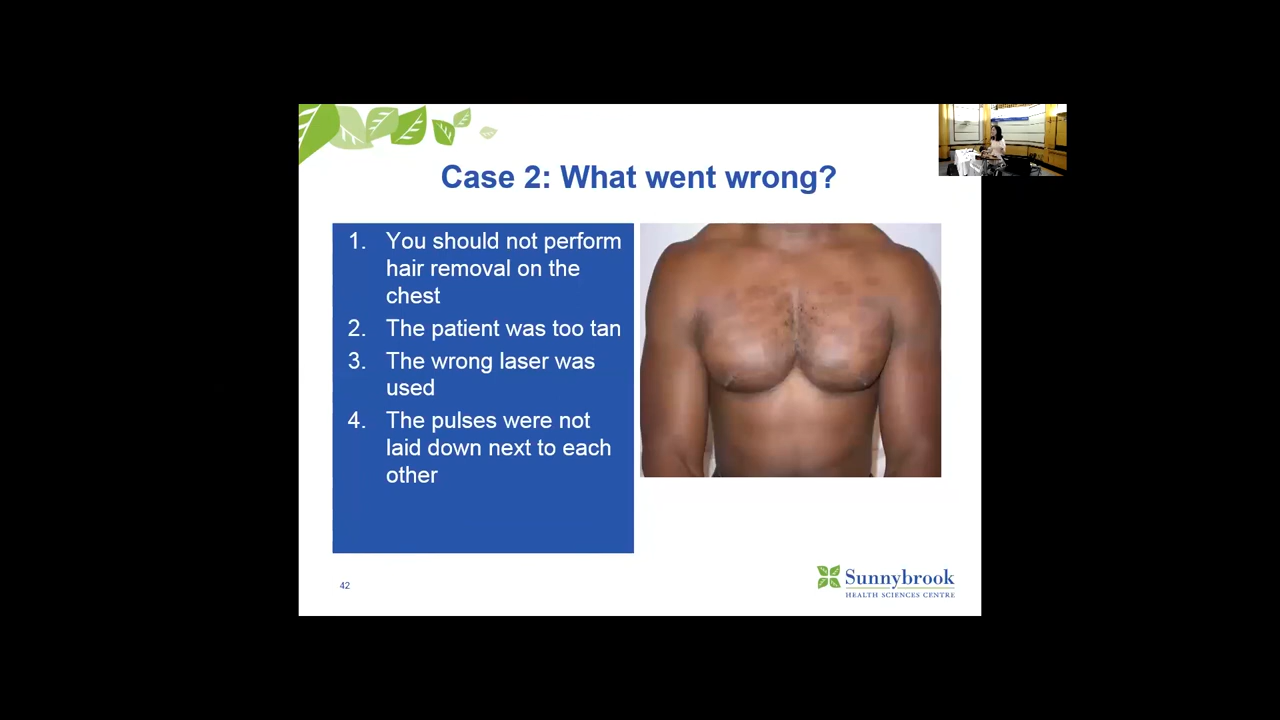 Case 2: What went wrong?
1. You should not perform
hair removal on the
chest
2. The patient was too tan
3. The wrong laser was
used
4. The pulses were not
laid down next to each
other
42
Sunnybrook
HEALTH SCIENCES CENTRE